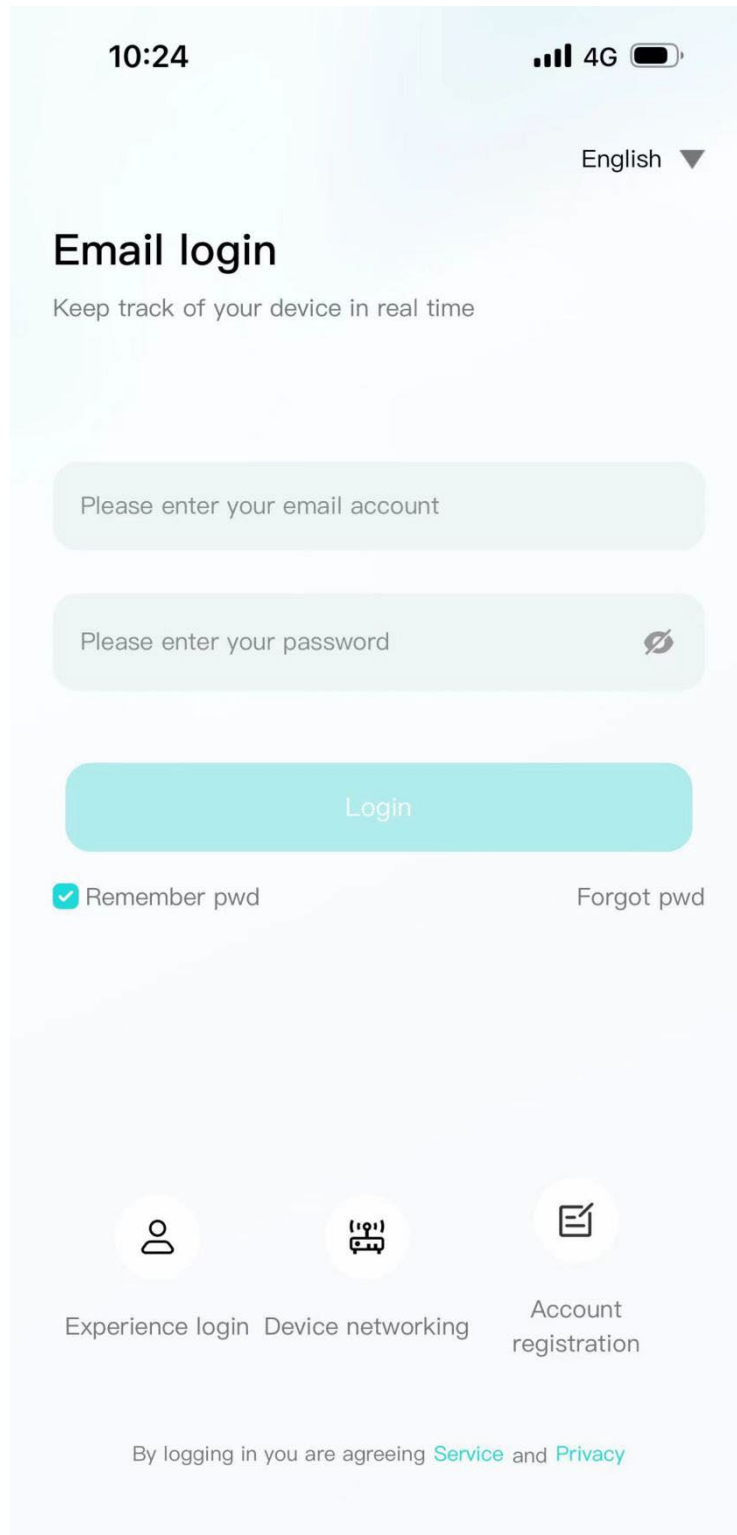 10:24 4G
English
Email login
Keep track of your device in real time
Please enter your email account
Please enter your password
Login
Remember pwd Forgot pwd
Experience login Device networking Account
registration
By logging in you are agreeing Service and Privacy